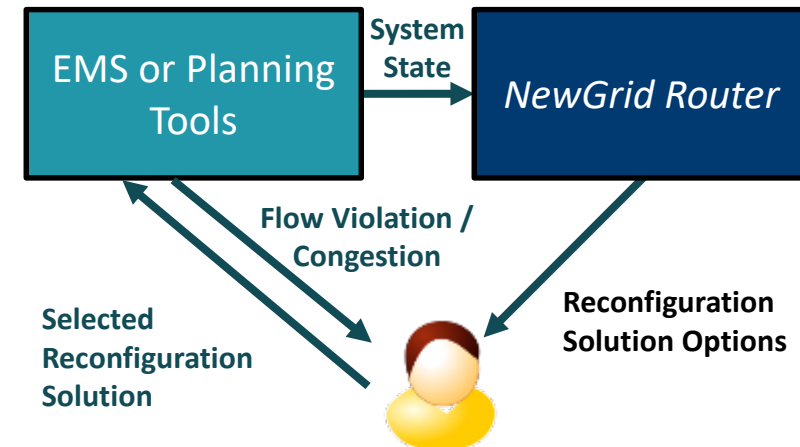 EMS or Planning
Tools
System
State
NewGrid Router
Flow Violation /
Congestion
Selected
Reconfiguration
Solution
Reconfiguration
Solution Options